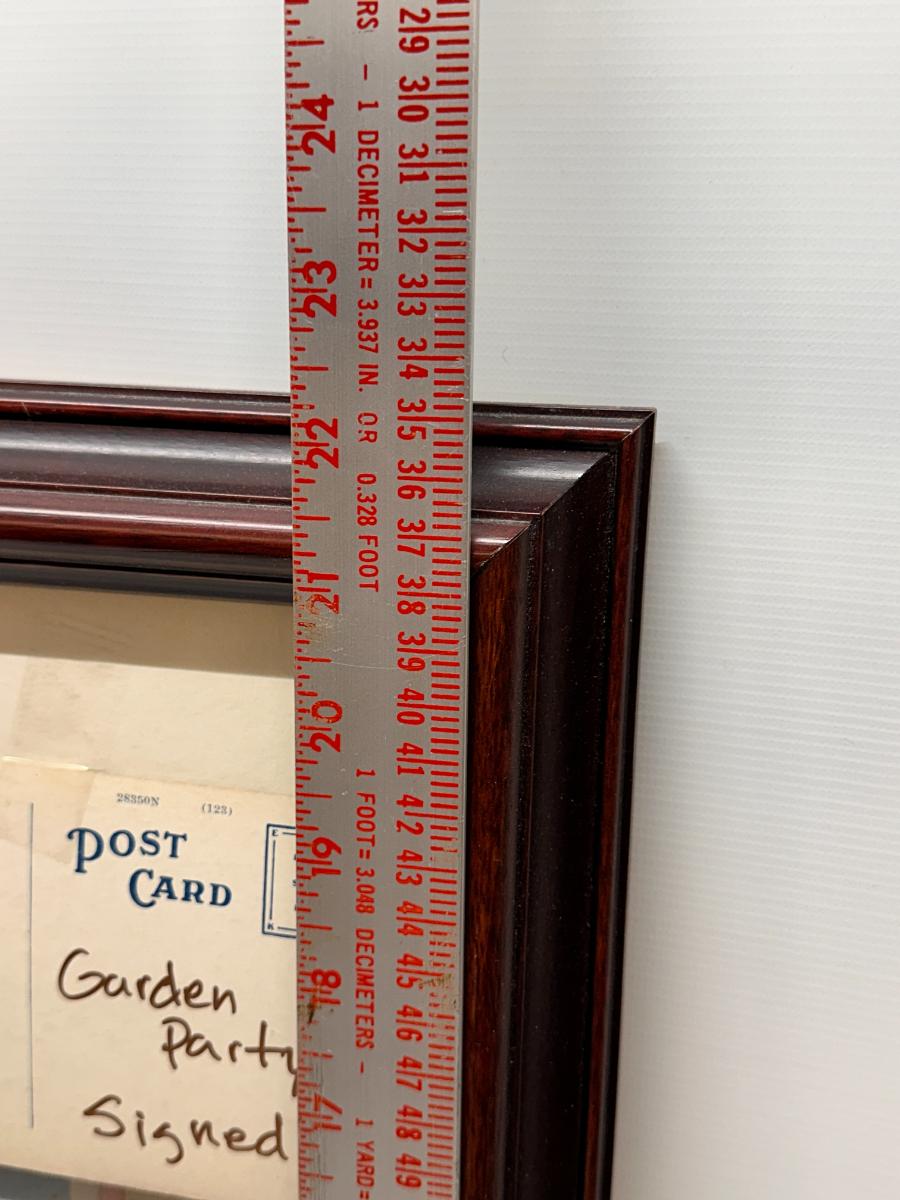 RS - 1 DECIMETER = 3.937 IN. OR 0.328 FOOT
1 FOOT = 3.048 DECIMETERS - 1 YARD =
24
23
22
21
20
19
18
17
29
30
31
32
33
34
35
36
37
38
39
40
41
42
43
44
45
46
47
48
49
28350N (123)
POST
CARD
E
K
Garden
Party
Signed